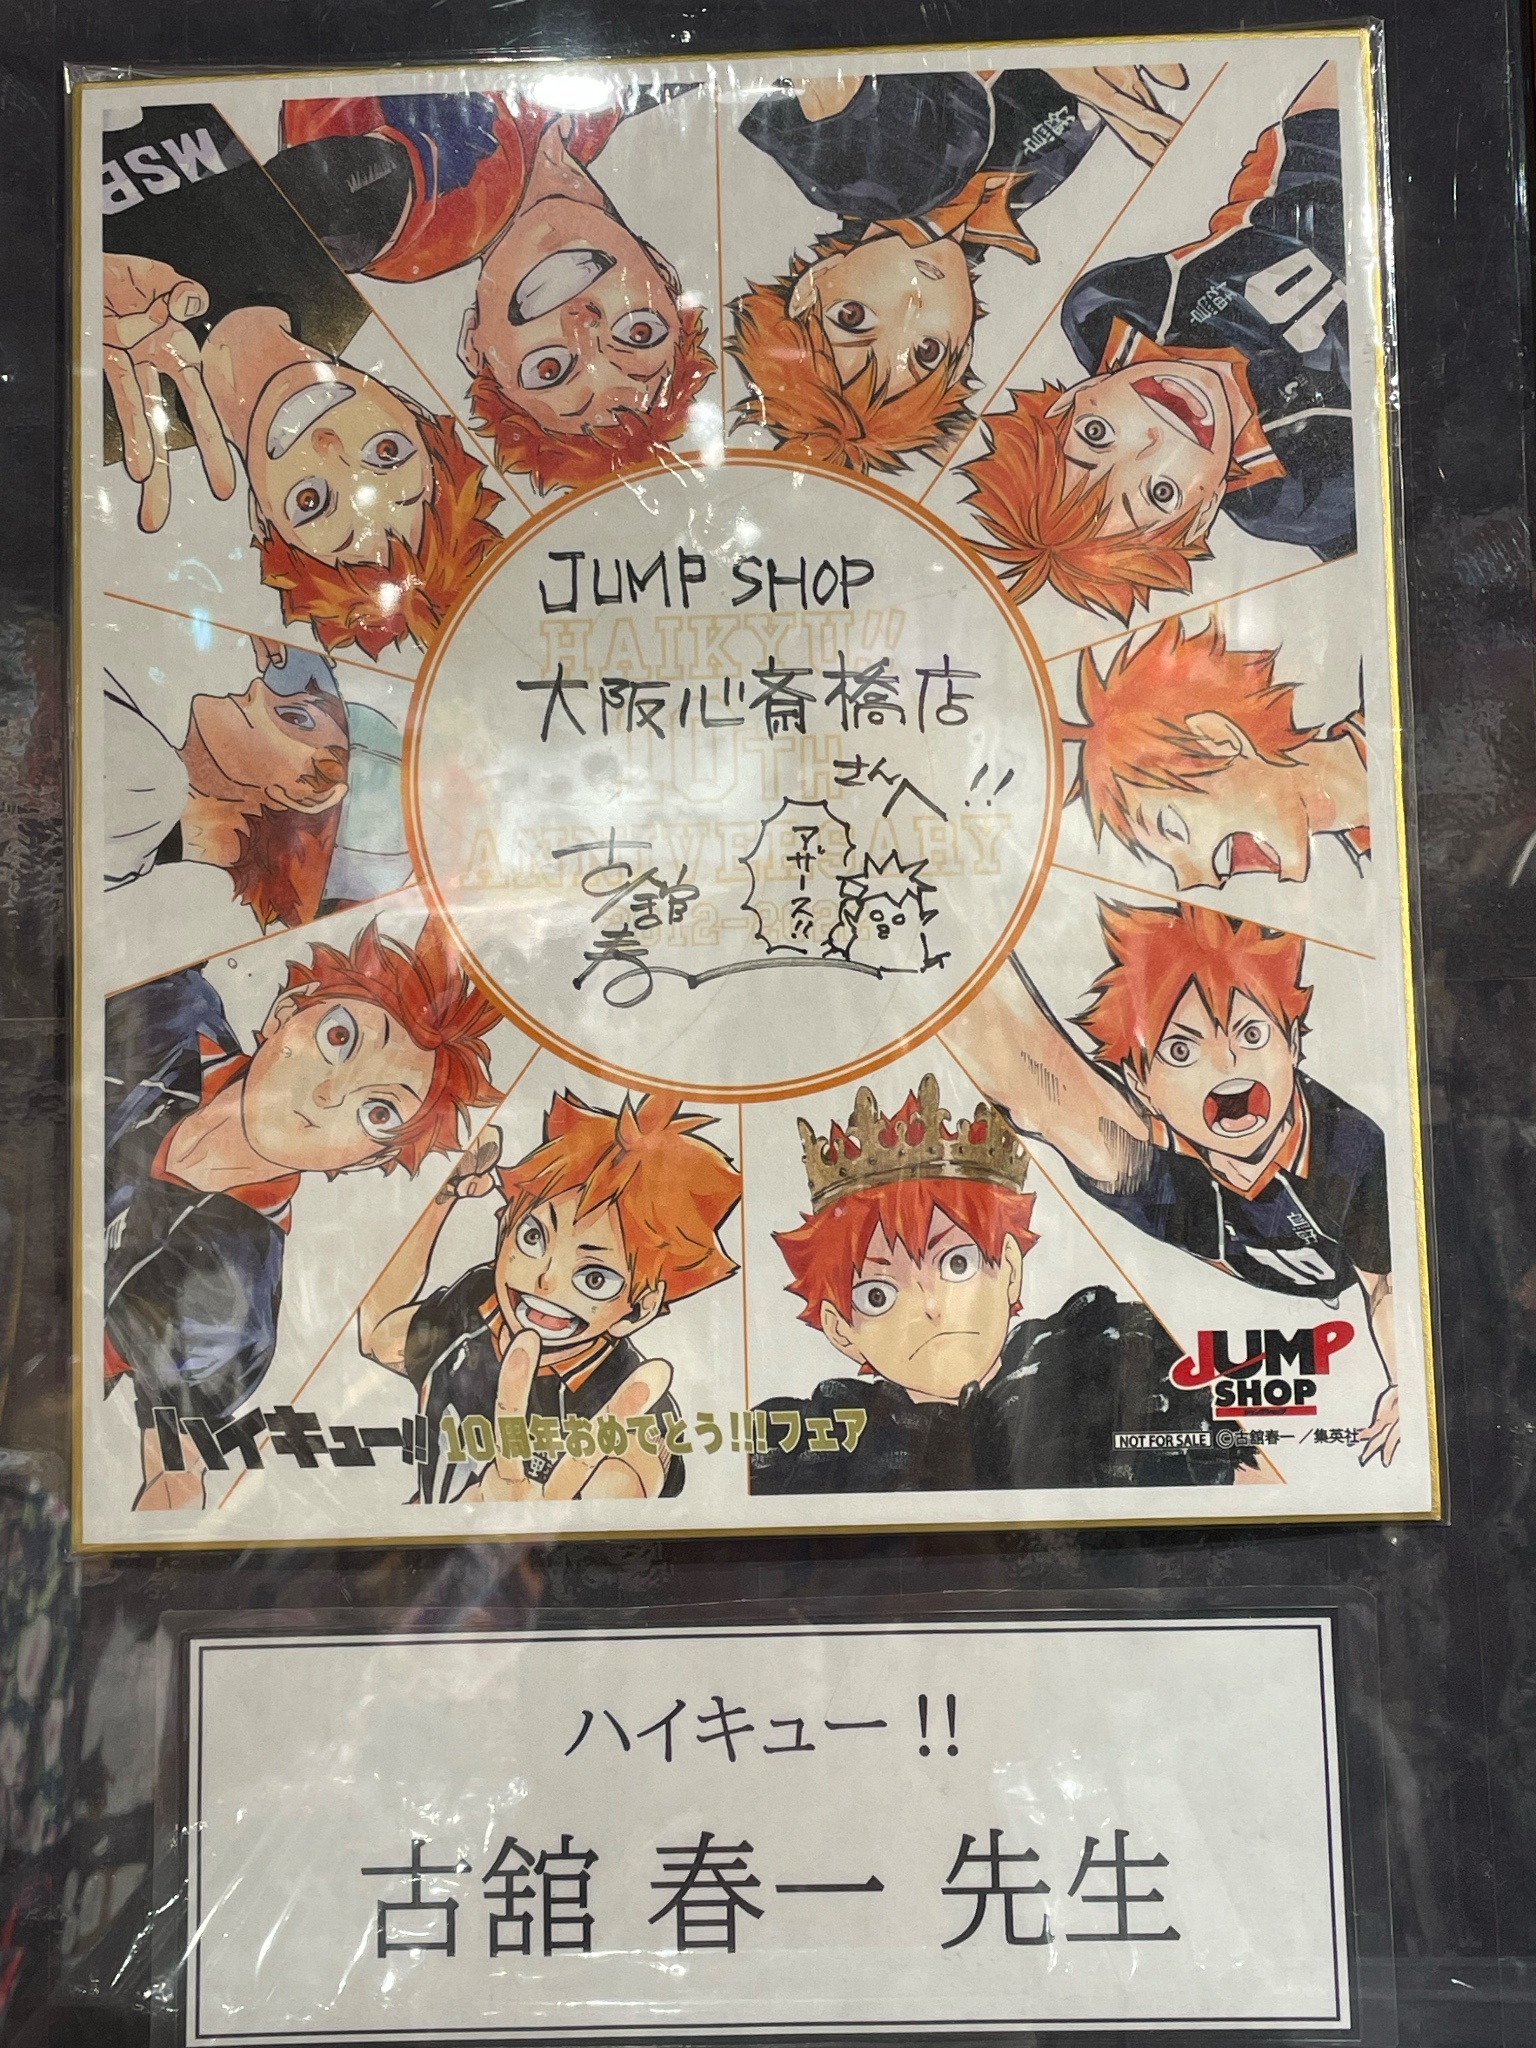 MSB
10
JUMP SHOP
HAIKYU!!
大阪心斎橋店
10TH
さんへ!!
ANNIVERSARY
アザース!!
古舘春一
10
JUMP
SHOP
ハイキュー!! 10周年おめでとう!!!フェア
NOT FOR SALE ©古舘春一／集英社
ハイキュー!!
古舘 春一 先生